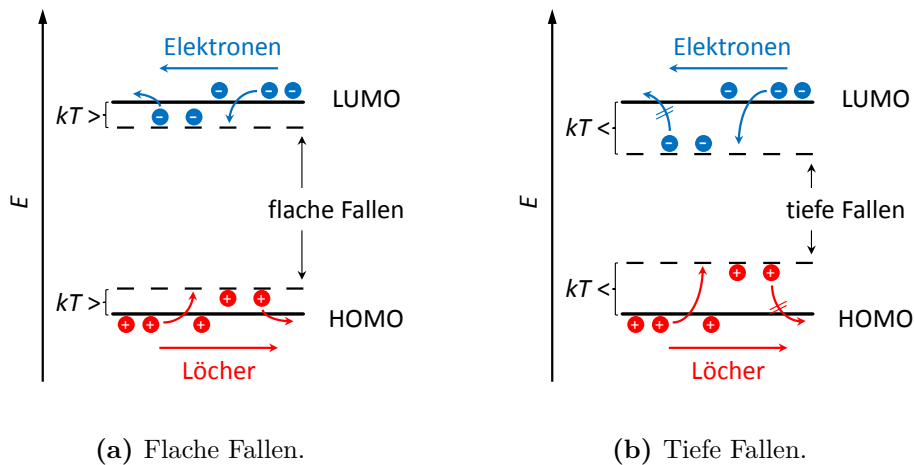 Elektronen
LUMO
kT >
E
flache Fallen
kT >
HOMO
Löcher
(a) Flache Fallen.
Elektronen
LUMO
kT <
E
tiefe Fallen
kT <
HOMO
Löcher
(b) Tiefe Fallen.